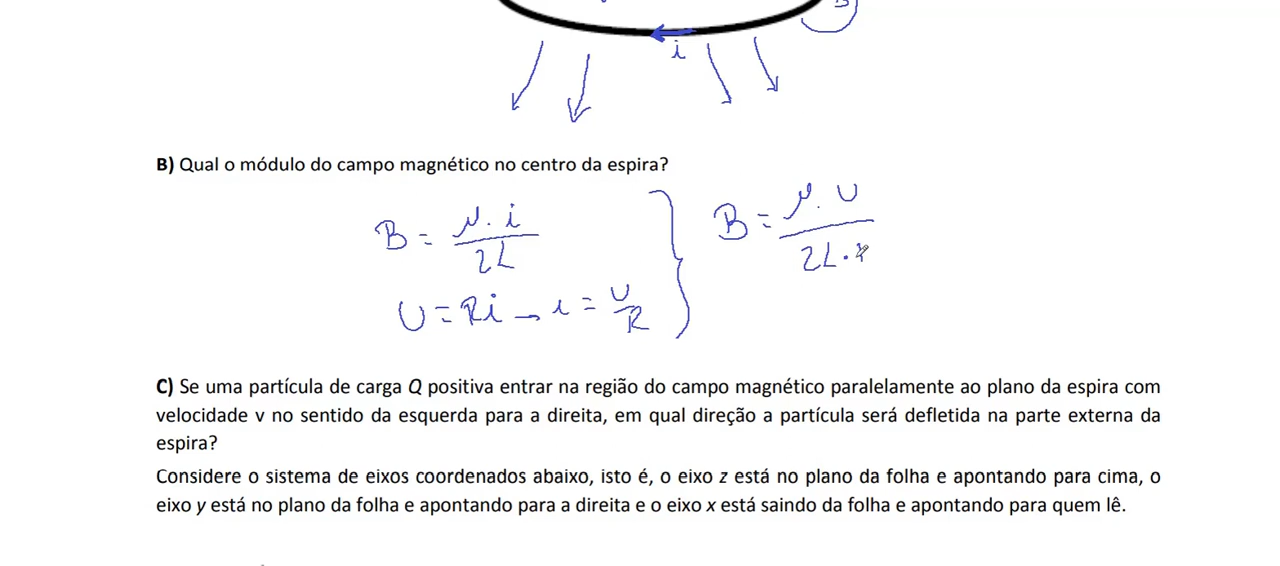 i
B) Qual o módulo do campo magnético no centro da espira?
B = μ. i / 2L
U = Ri → i = U / R
B = μ. U / 2L .
C) Se uma partícula de carga Q positiva entrar na região do campo magnético paralelamente ao plano da espira com
velocidade v no sentido da esquerda para a direita, em qual direção a partícula será defletida na parte externa da
espira?
Considere o sistema de eixos coordenados abaixo, isto é, o eixo z está no plano da folha e apontando para cima, o
eixo y está no plano da folha e apontando para a direita e o eixo x está saindo da folha e apontando para quem lê.